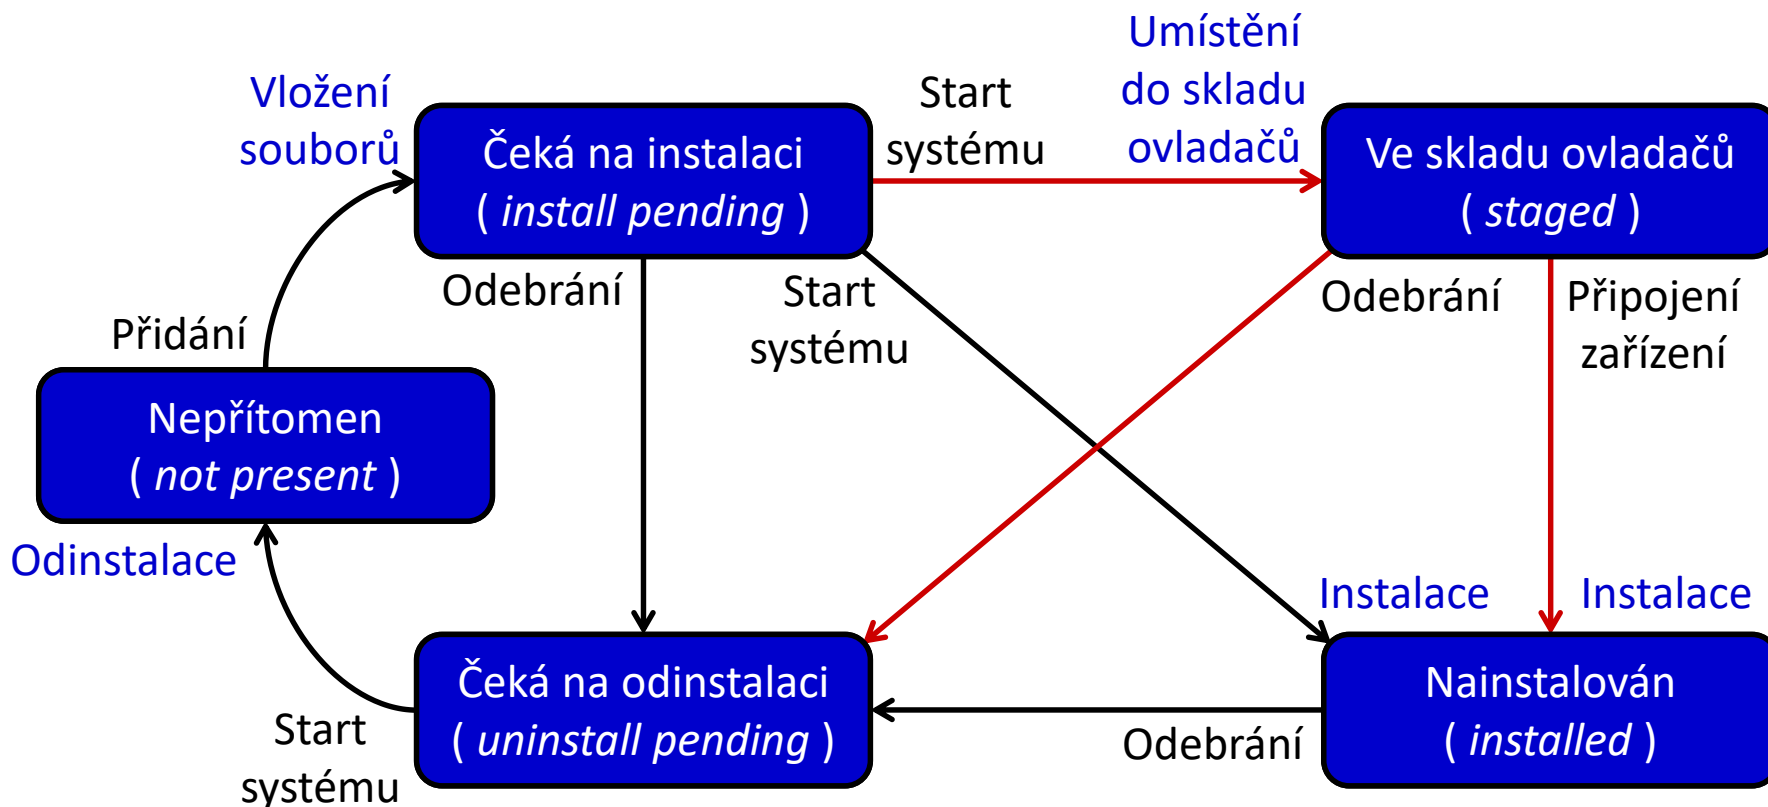 Vložení
souborů
Čeká na instalaci
( install pending )
Start
systému
Umístění
do skladu
ovladačů
Ve skladu ovladačů
( staged )
Odebrání
Start
systému
Odebrání
Připojení
zařízení
Přidání
Nepřítomen
( not present )
Odinstalace
Instalace
Instalace
Čeká na odinstalaci
( uninstall pending )
Start
systému
Odebrání
Nainstalován
( installed )